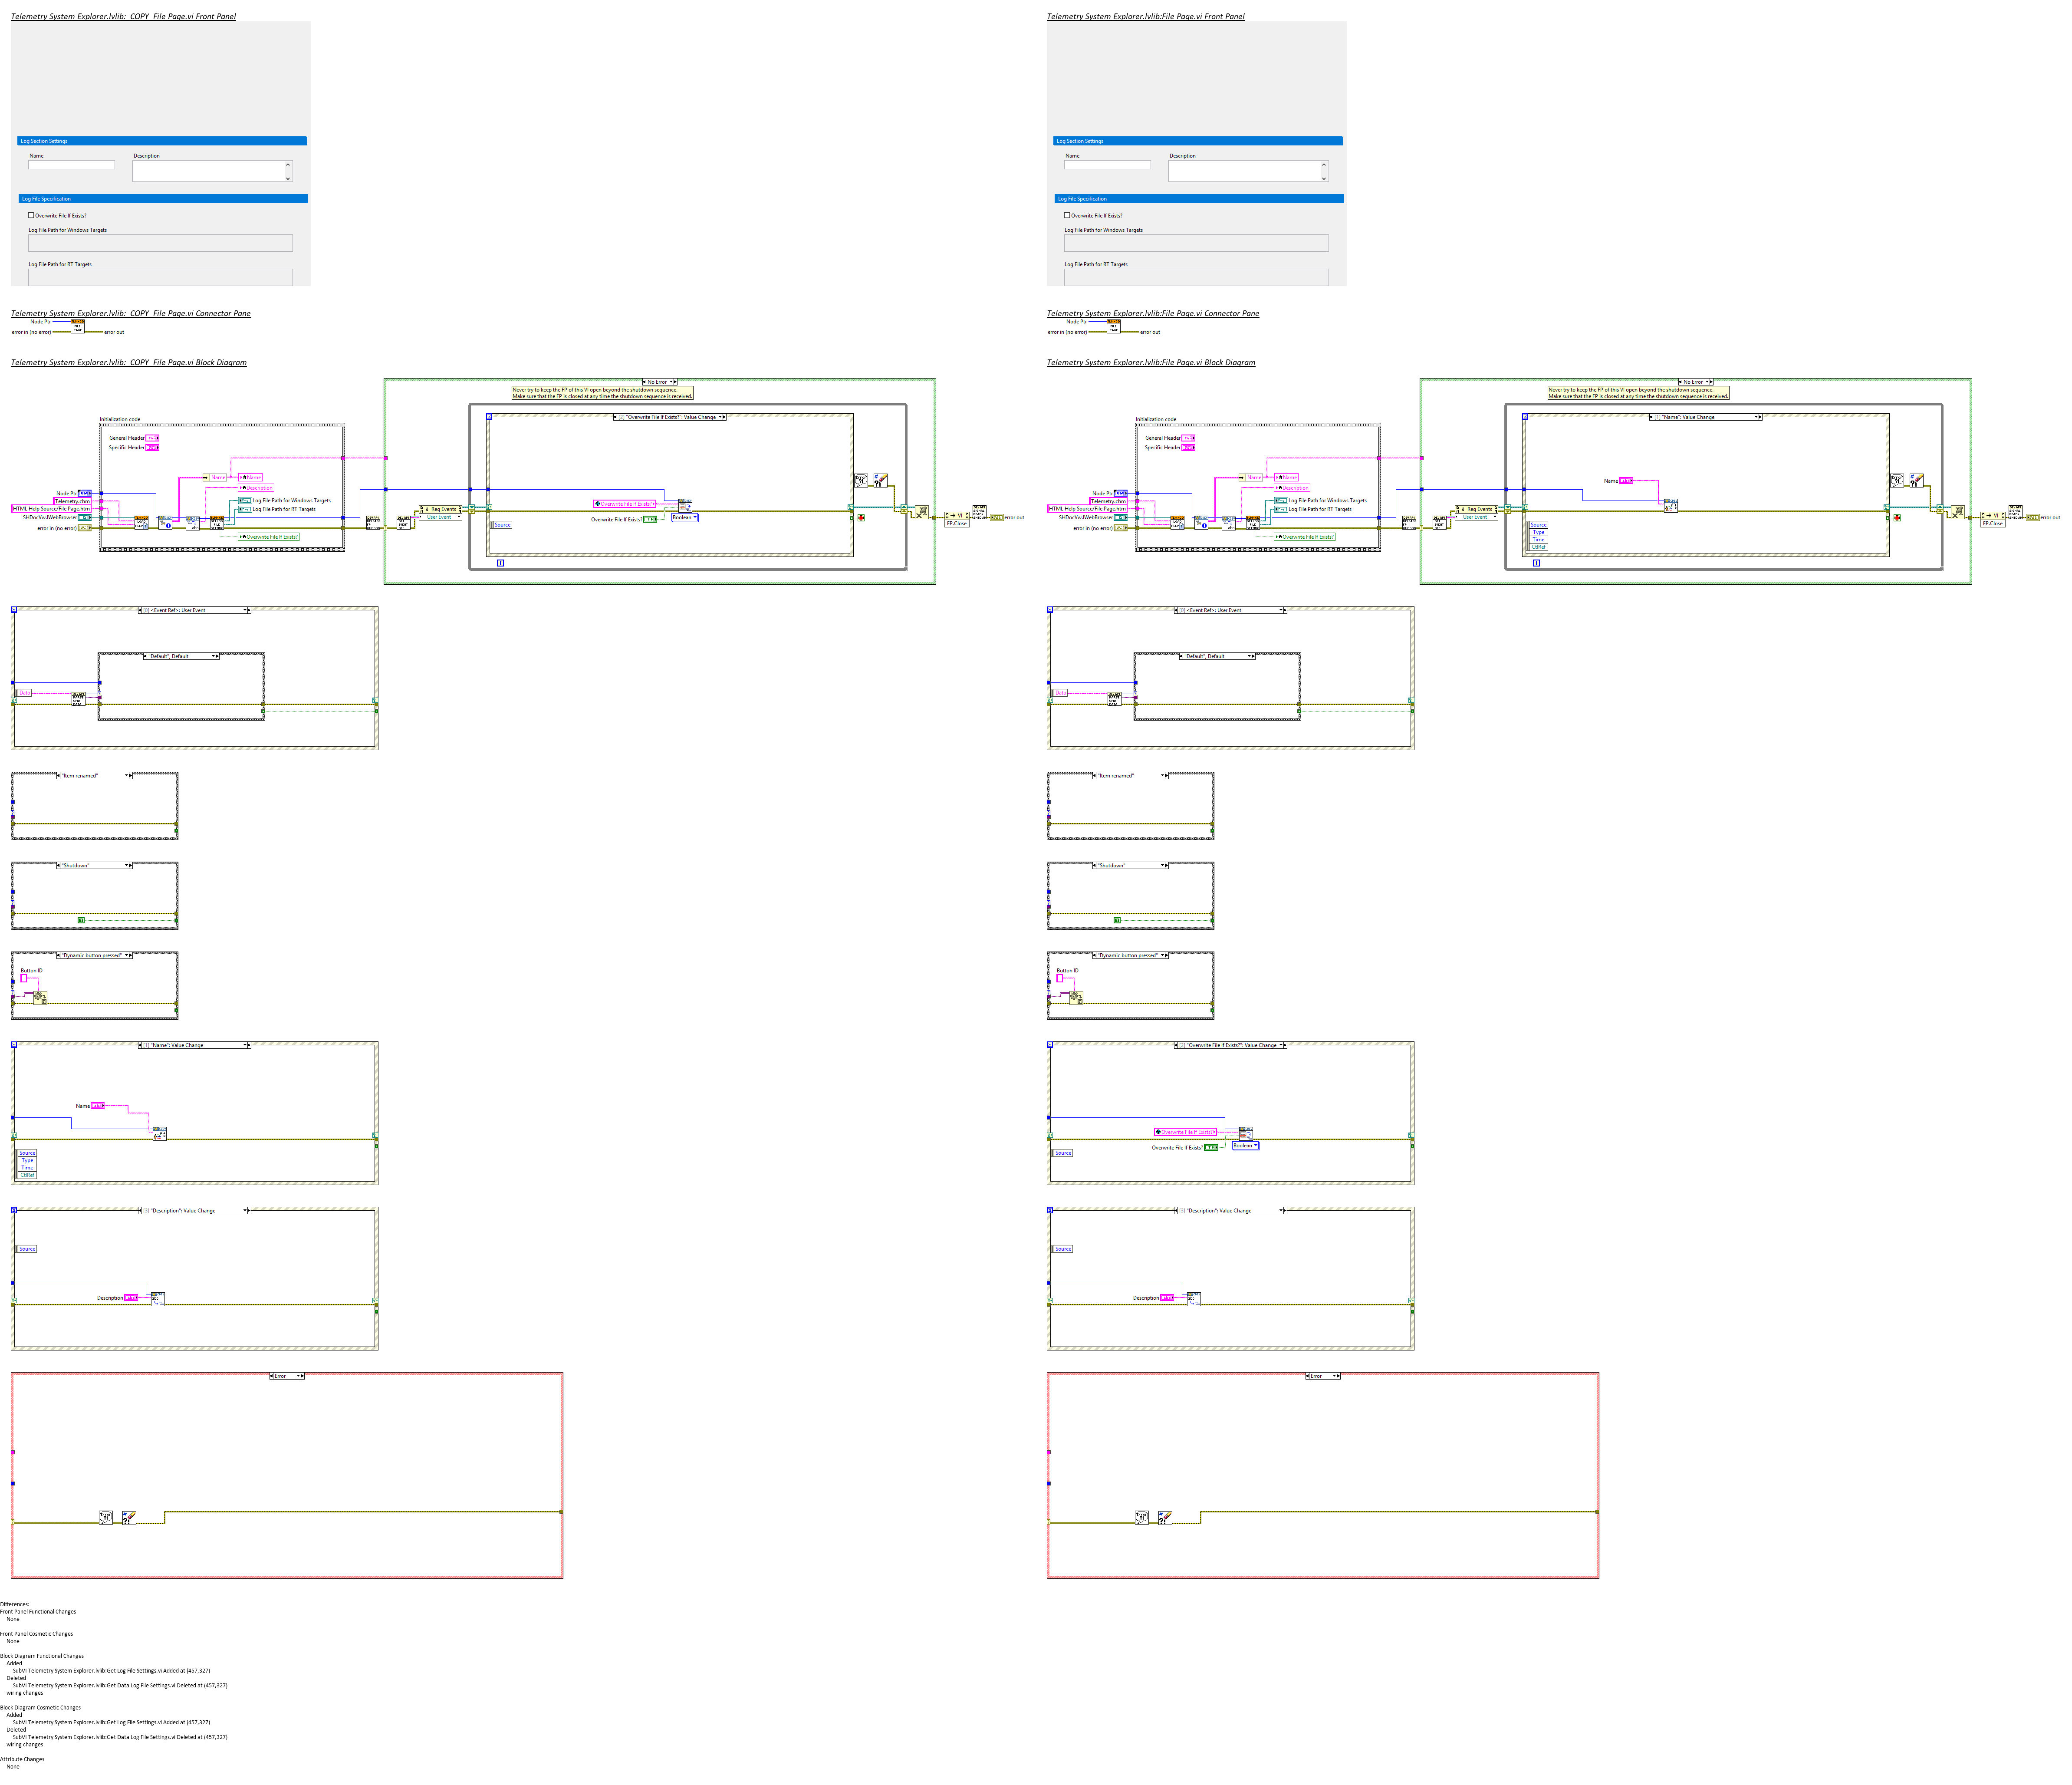 Telemetry System Explorer.lvlib:_COPY_File Page.vi Front Panel
Log Section Settings
Name
Description
Log File Specification
Overwrite File If Exists?
Log File Path for Windows Targets
Log File Path for RT Targets
Telemetry System Explorer.lvlib:_COPY_File Page.vi Connector Pane
Node Ptr
error in (no error)
error out
FILE
PAGE
Telemetry System Explorer.lvlib:_COPY_File Page.vi Block Diagram
No Error
Never try to keep the FP of this VI open beyond the shutdown sequence.
Make sure that the FP is closed at any time the shutdown sequence is received.
[2] "Overwrite File If Exists?": Value Change
Initialization code
General Header
Specific Header
Name
Name
Description
Node Ptr
Telemetry.chm
HTML Help Source/File Page.htm
SHDocVw.IWebBrowser
error in (no error)
Log File Path for Windows Targets
Log File Path for RT Targets
Overwrite File If Exists?
Reg Events
User Event
Overwrite File If Exists?
Overwrite File If Exists?
Boolean
Source
VI
FP.Close
error out
[0] <Event Ref>: User Event
"Default", Default
Data
"Item renamed"
"Shutdown"
"Dynamic button pressed"
Button ID
[1] "Name": Value Change
Name
Source
Type
Time
CtlRef
[3] "Description": Value Change
Source
Description
Error
Differences:
Front Panel Functional Changes
None
Front Panel Cosmetic Changes
None
Block Diagram Functional Changes
Added
SubVI Telemetry System Explorer.lvlib:Get Log File Settings.vi Added at (457,327)
Deleted
SubVI Telemetry System Explorer.lvlib:Get Data Log File Settings.vi Deleted at (457,327)
wiring changes
Block Diagram Cosmetic Changes
Added
SubVI Telemetry System Explorer.lvlib:Get Log File Settings.vi Added at (457,327)
Deleted
SubVI Telemetry System Explorer.lvlib:Get Data Log File Settings.vi Deleted at (457,327)
wiring changes
Attribute Changes
None
Telemetry System Explorer.lvlib:File Page.vi Front Panel
Log Section Settings
Name
Description
Log File Specification
Overwrite File If Exists?
Log File Path for Windows Targets
Log File Path for RT Targets
Telemetry System Explorer.lvlib:File Page.vi Connector Pane
Node Ptr
error in (no error)
error out
FILE
PAGE
Telemetry System Explorer.lvlib:File Page.vi Block Diagram
No Error
Never try to keep the FP of this VI open beyond the shutdown sequence.
Make sure that the FP is closed at any time the shutdown sequence is received.
[1] "Name": Value Change
Initialization code
General Header
Specific Header
Name
Name
Description
Node Ptr
Telemetry.chm
HTML Help Source/File Page.htm
SHDocVw.IWebBrowser
error in (no error)
Log File Path for Windows Targets
Log File Path for RT Targets
Overwrite File If Exists?
Reg Events
User Event
Name
Source
Type
Time
CtlRef
VI
FP.Close
error out
[0] <Event Ref>: User Event
"Default", Default
Data
"Item renamed"
"Shutdown"
"Dynamic button pressed"
Button ID
[2] "Overwrite File If Exists?": Value Change
Overwrite File If Exists?
Overwrite File If Exists?
Boolean
Source
[3] "Description": Value Change
Source
Description
Error